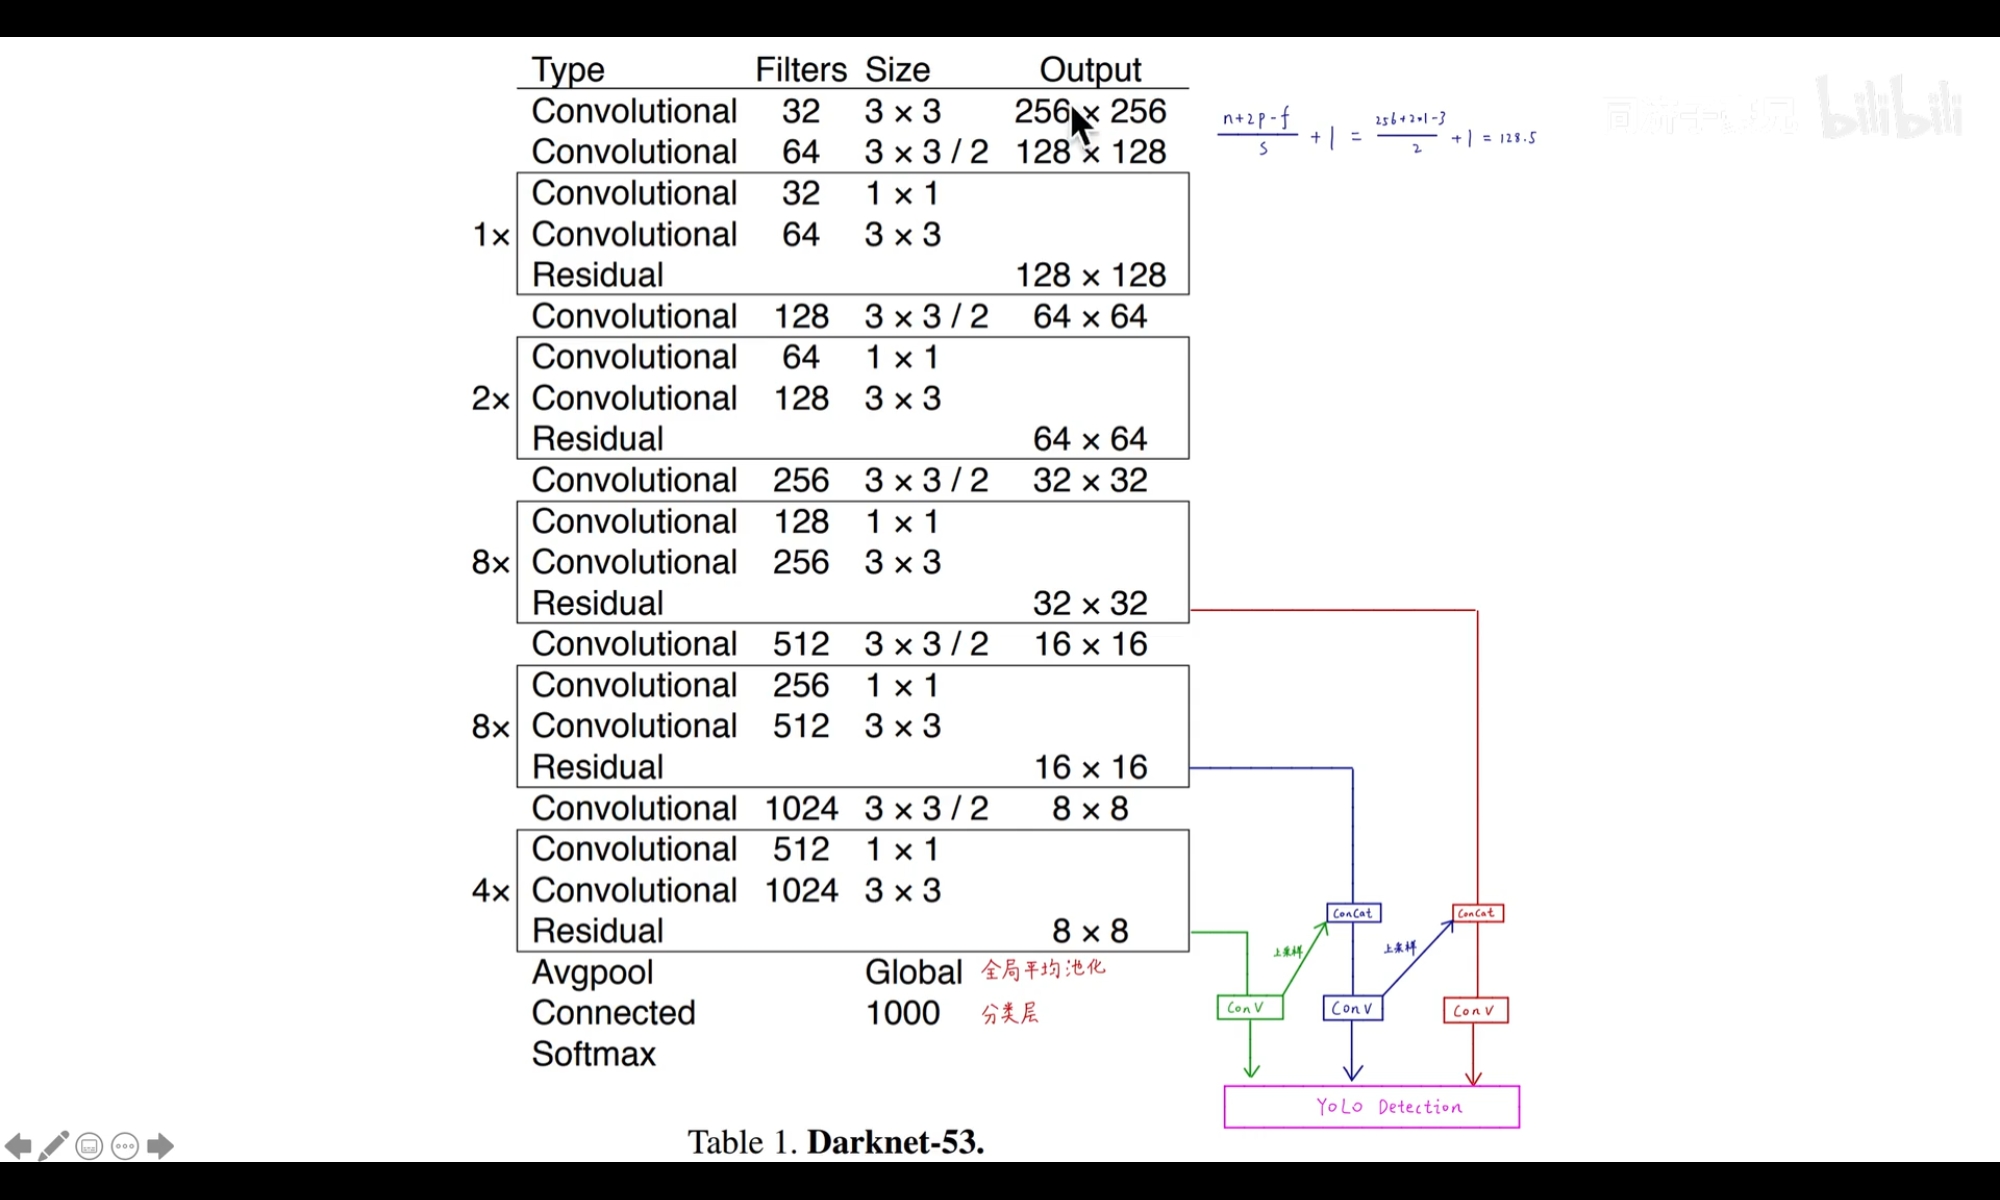 Type Filters Size Output
Convolutional 32 3 × 3 256 × 256
Convolutional 64 3 × 3 / 2 128 × 128
Convolutional 32 1 × 1
1× Convolutional 64 3 × 3
Residual 128 × 128
Convolutional 128 3 × 3 / 2 64 × 64
Convolutional 64 1 × 1
2× Convolutional 128 3 × 3
Residual 64 × 64
Convolutional 256 3 × 3 / 2 32 × 32
Convolutional 128 1 × 1
8× Convolutional 256 3 × 3
Residual 32 × 32
Convolutional 512 3 × 3 / 2 16 × 16
Convolutional 256 1 × 1
8× Convolutional 512 3 × 3
Residual 16 × 16
Convolutional 1024 3 × 3 / 2 8 × 8
Convolutional 512 1 × 1
4× Convolutional 1024 3 × 3
Residual 8 × 8
Avgpool Global 全局平均池化
Connected 1000 分类层
Softmax
Table 1. Darknet-53.
n+2p-f / s + 1 = 256+2*1-3 / 2 + 1 = 128.5
bilibili
ConCat ConCat
上采样 上采样
Conv Conv Conv
YoLo Detection